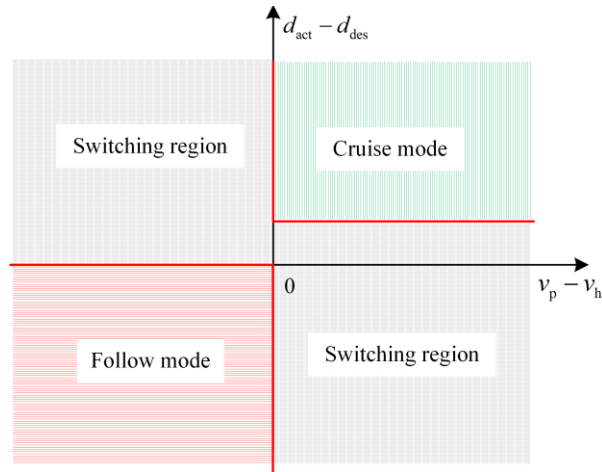 d_act − d_des
Switching region
Cruise mode
0
v_p − v_h
Follow mode
Switching region